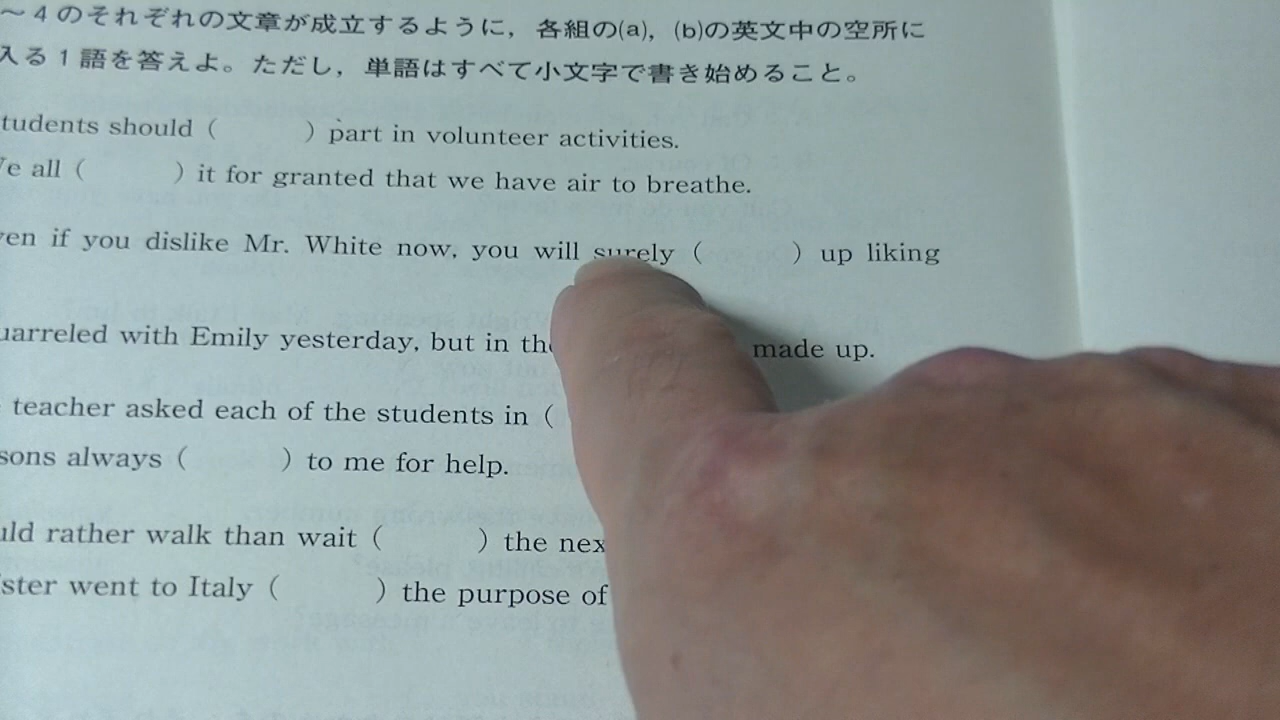 ～4のそれぞれの文章が成立するように，各組の(a)，(b)の英文中の空所に
入る1語を答えよ。ただし，単語はすべて小文字で書き始めること。
tudents should (　　　) part in volunteer activities.
e all (　　　) it for granted that we have air to breathe.
ven if you dislike Mr. White now, you will surely (　　　) up liking
uarreled with Emily yesterday, but in the made up.
teacher asked each of the students in (
sons always (　　　) to me for help.
uld rather walk than wait (　　　) the nex
ster went to Italy (　　　) the purpose of